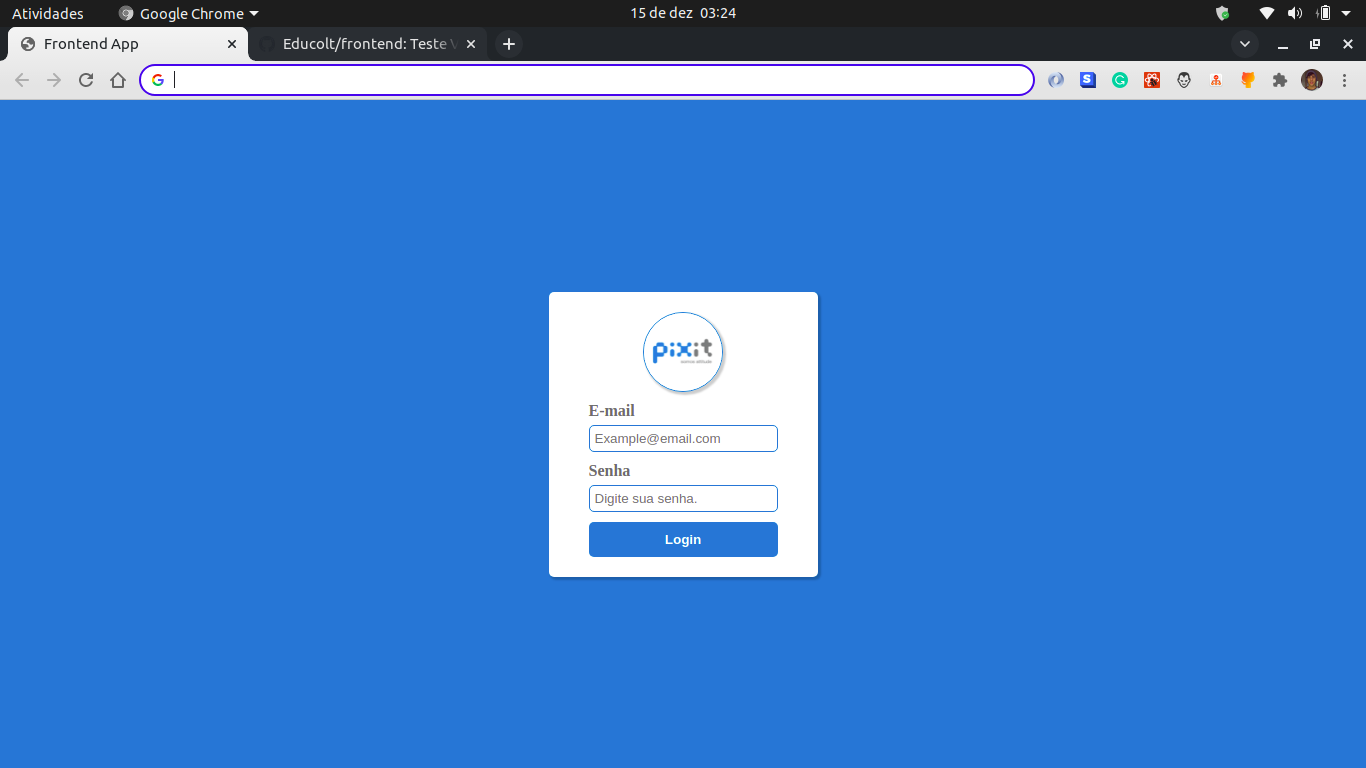 Atividades Google Chrome 15 de dez 03:24
Frontend App Educolt/frontend: Teste
pixit
E-mail
Example@email.com
Senha
Digite sua senha.
Login